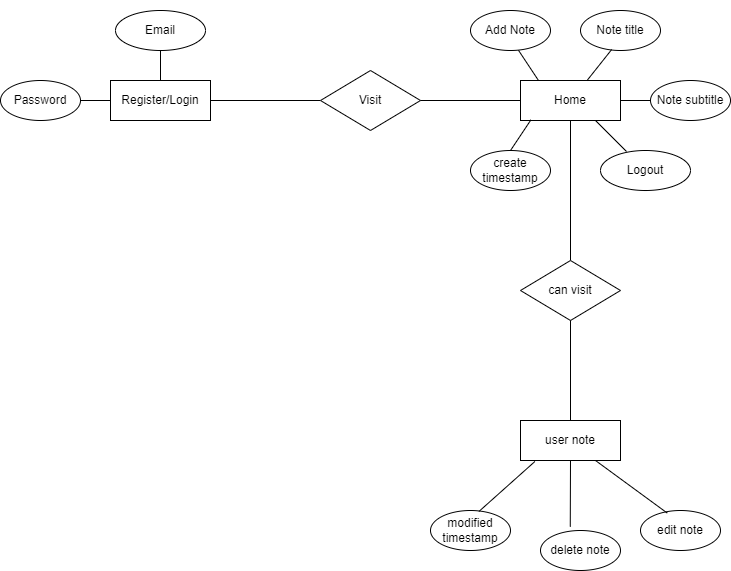 Email
Add Note
Note title
Password
Register/Login
Visit
Home
Note subtitle
create
timestamp
Logout
can visit
user note
modified
timestamp
delete note
edit note